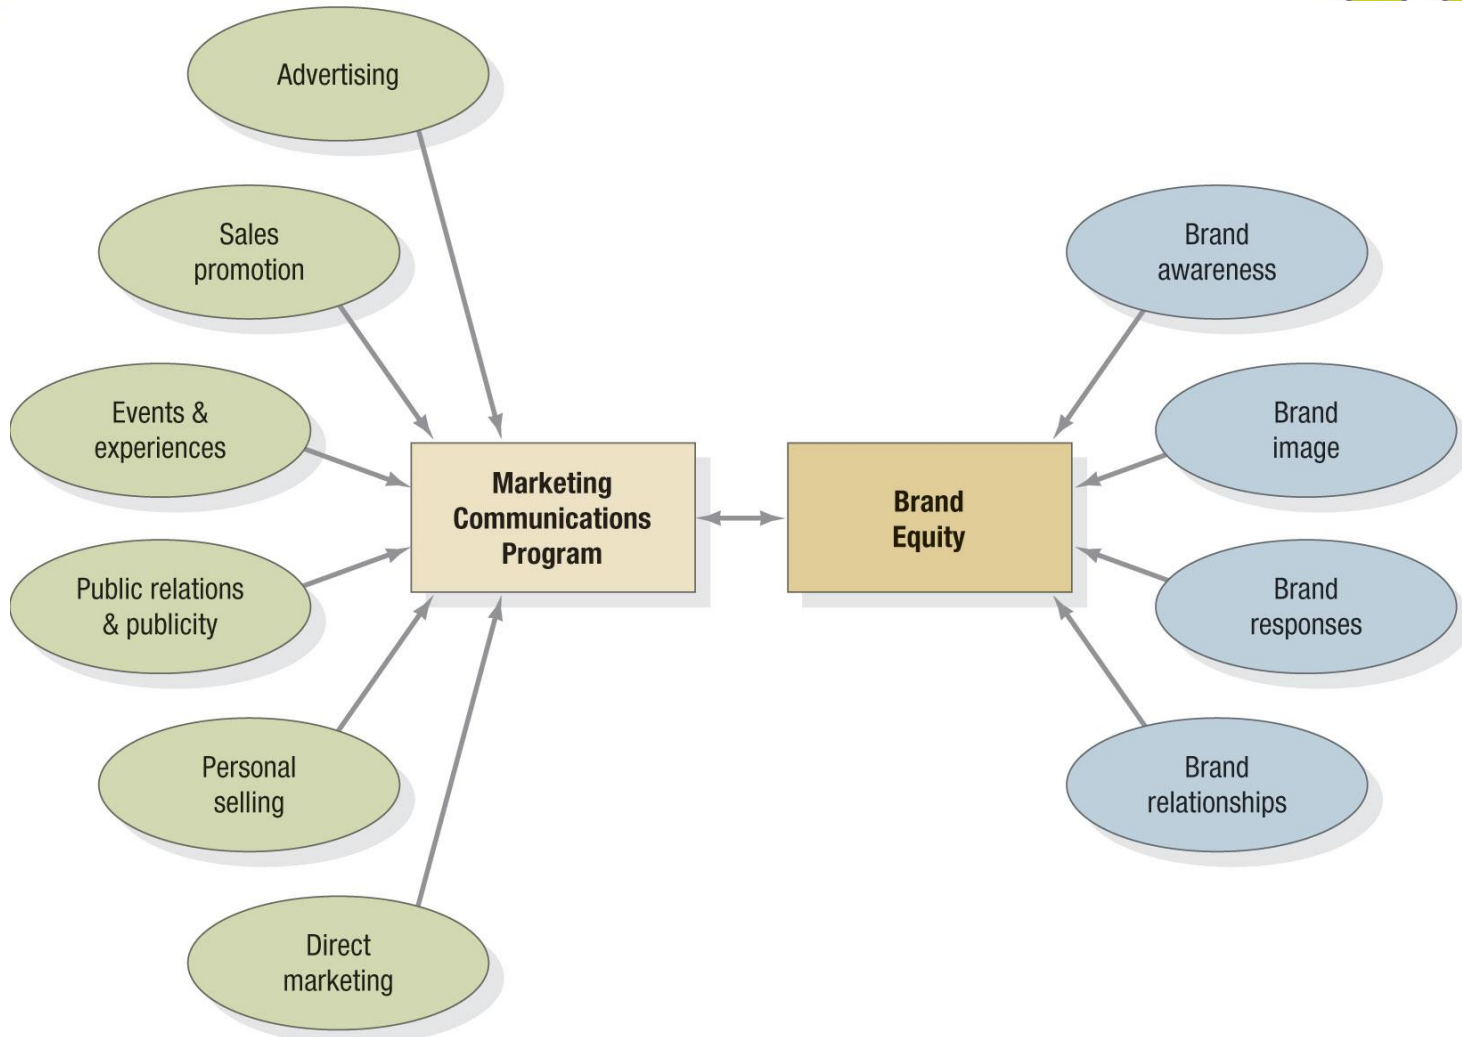 Advertising
Sales
promotion
Events &
experiences
Public relations
& publicity
Personal
selling
Direct
marketing
Marketing
Communications
Program
Brand
Equity
Brand
awareness
Brand
image
Brand
responses
Brand
relationships